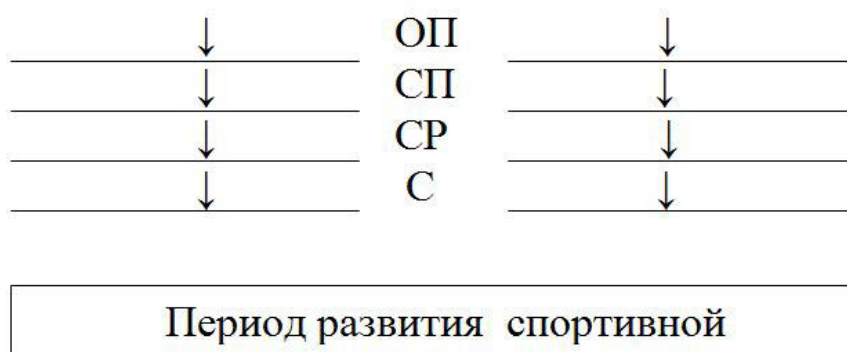 ↓ ОП ↓
↓ СП ↓
↓ СР ↓
↓ С ↓
Период развития спортивной